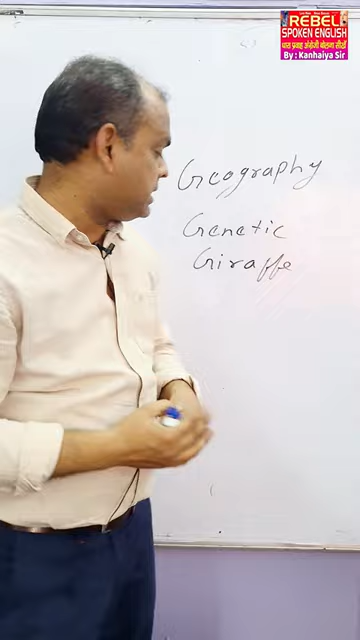 REBEL
SPOKEN ENGLISH
धारा प्रवाह अंग्रेजी बोलना सीखें
By : Kanhaiya Sir
Geography
Genetic
Giraffe